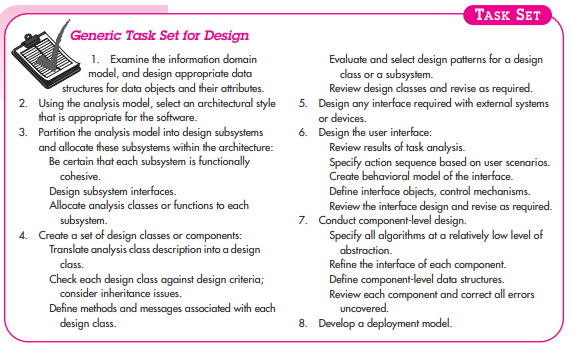 TASK SET
Generic Task Set for Design
1. Examine the information domain
model, and design appropriate data
structures for data objects and their attributes.
2. Using the analysis model, select an architectural style
that is appropriate for the software.
3. Partition the analysis model into design subsystems
and allocate these subsystems within the architecture:
Be certain that each subsystem is functionally
cohesive.
Design subsystem interfaces.
Allocate analysis classes or functions to each
subsystem.
4. Create a set of design classes or components:
Translate analysis class description into a design
class.
Check each design class against design criteria;
consider inheritance issues.
Define methods and messages associated with each
design class.
Evaluate and select design patterns for a design
class or a subsystem.
Review design classes and revise as required.
5. Design any interface required with external systems
or devices.
6. Design the user interface:
Review results of task analysis.
Specify action sequence based on user scenarios.
Create behavioral model of the interface.
Define interface objects, control mechanisms.
Review the interface design and revise as required.
7. Conduct component-level design.
Specify all algorithms at a relatively low level of
abstraction.
Refine the interface of each component.
Define component-level data structures.
Review each component and correct all errors
uncovered.
8. Develop a deployment model.